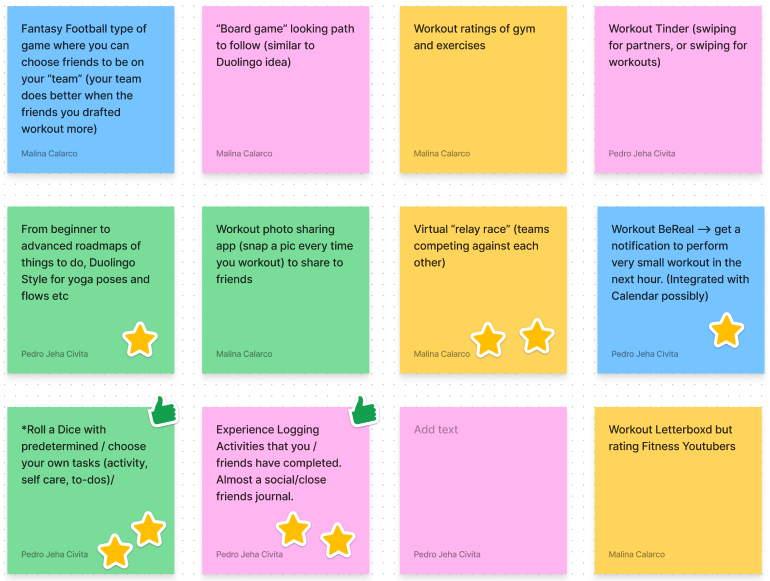 Fantasy Football type of
game where you can
choose friends to be on
your “team” (your team
does better when the
friends you drafted
workout more)
Malina Calarco
“Board game” looking path
to follow (similar to
Duolingo idea)
Malina Calarco
Workout ratings of gym
and exercises
Malina Calarco
Workout Tinder (swiping
for partners, or swiping for
workouts)
Pedro Jeha Civita
From beginner to
advanced roadmaps of
things to do, Duolingo
Style for yoga poses and
flows etc
Pedro Jeha Civita
Workout photo sharing
app (snap a pic every time
you workout) to share to
friends
Malina Calarco
Virtual “relay race” (teams
competing against each
other)
Malina Calarco
Workout BeReal —> get a
notification to perform
very small workout in the
next hour. (Integrated with
Calendar possibly)
Pedro Jeha Civita
*Roll a Dice with
predetermined / choose
your own tasks (activity,
self care, to-dos)/
Pedro Jeha Civita
Experience Logging
Activities that you /
friends have completed.
Almost a social/close
friends journal.
Pedro Jeha Civita
Add text
Pedro Jeha Civita
Workout Letterboxd but
rating Fitness Youtubers
Malina Calarco